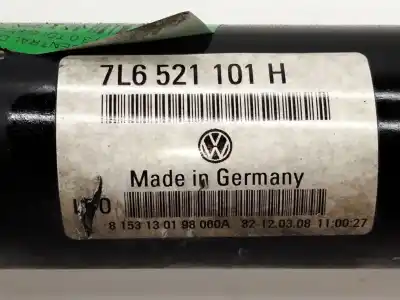 7L6 521 101 H
Made in Germany
8 153 13 01 98 060A 82-12.03.08 11:00:27